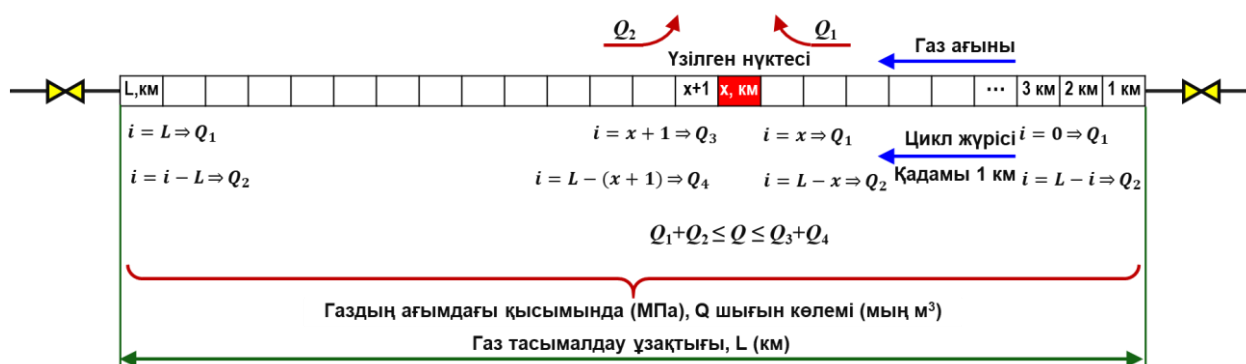 Q₂ Q₁
Үзілген нүктесі
Газ ағыны
L,км x+1 x, км ... 3 км 2 км 1 км
i = L ⇒ Q₁ i = x + 1 ⇒ Q₃ i = x ⇒ Q₁ Цикл жүрісі i = 0 ⇒ Q₁
i = i − L ⇒ Q₂ i = L − (x + 1) ⇒ Q₄ i = L − x ⇒ Q₂ Қадамы 1 км i = L − i ⇒ Q₂
Q₁+Q₂ ≤ Q ≤ Q₃+Q₄
Газдың ағымдағы қысымында (МПа), Q шығын көлемі (мың м³)
Газ тасымалдау ұзақтығы, L (км)